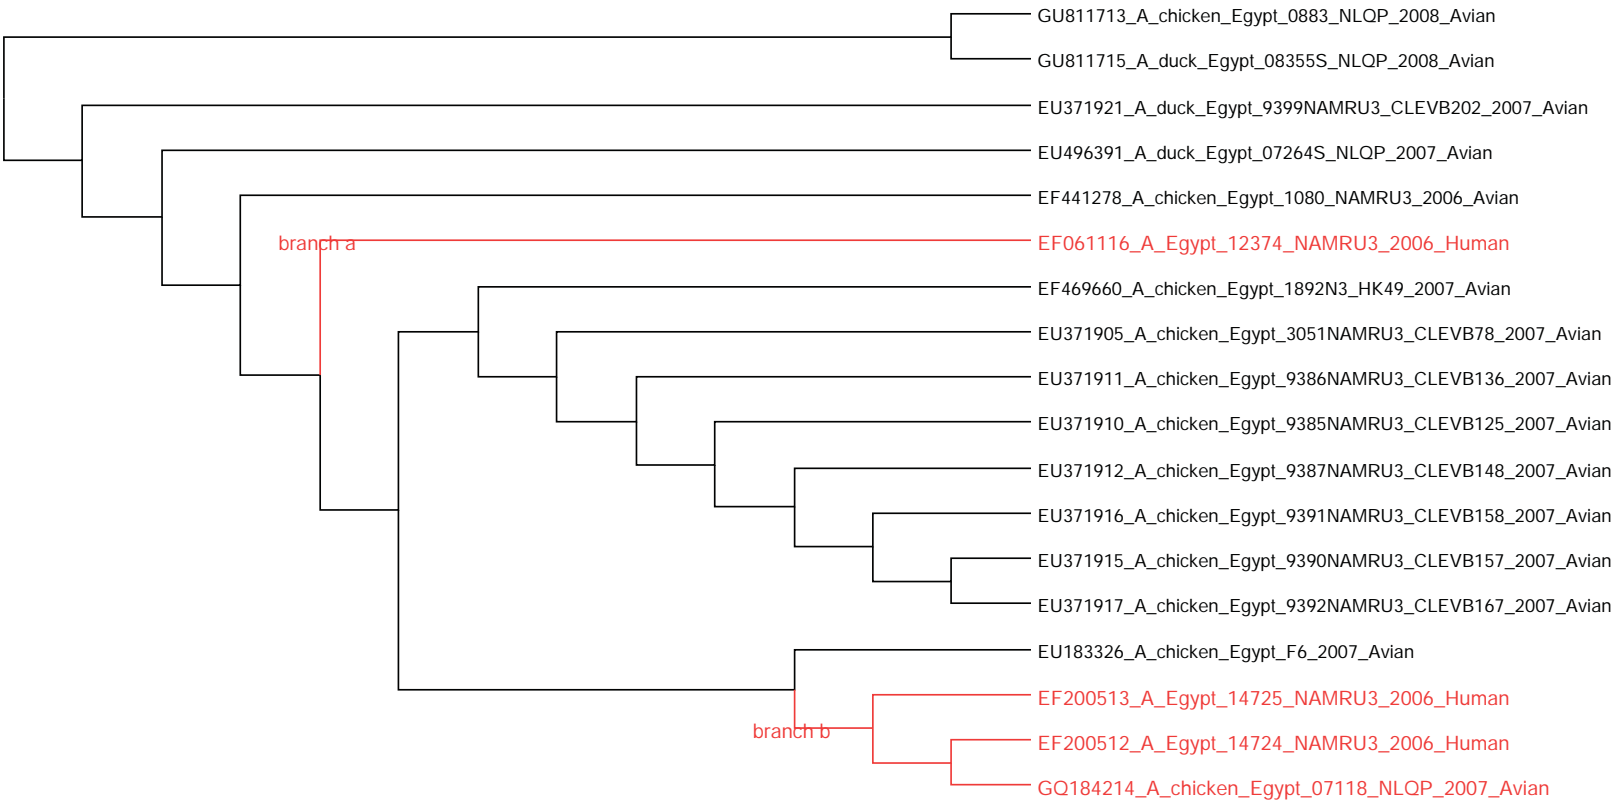 GU811713_A_chicken_Egypt_0883_NLQP_2008_Avian
GU811715_A_duck_Egypt_08355S_NLQP_2008_Avian
EU371921_A_duck_Egypt_9399NAMRU3_CLEVB202_2007_Avian
EU496391_A_duck_Egypt_07264S_NLQP_2007_Avian
EF441278_A_chicken_Egypt_1080_NAMRU3_2006_Avian
branch a
EF061116_A_Egypt_12374_NAMRU3_2006_Human
EF469660_A_chicken_Egypt_1892N3_HK49_2007_Avian
EU371905_A_chicken_Egypt_3051NAMRU3_CLEVB78_2007_Avian
EU371911_A_chicken_Egypt_9386NAMRU3_CLEVB136_2007_Avian
EU371910_A_chicken_Egypt_9385NAMRU3_CLEVB125_2007_Avian
EU371912_A_chicken_Egypt_9387NAMRU3_CLEVB148_2007_Avian
EU371916_A_chicken_Egypt_9391NAMRU3_CLEVB158_2007_Avian
EU371915_A_chicken_Egypt_9390NAMRU3_CLEVB157_2007_Avian
EU371917_A_chicken_Egypt_9392NAMRU3_CLEVB167_2007_Avian
EU183326_A_chicken_Egypt_F6_2007_Avian
EF200513_A_Egypt_14725_NAMRU3_2006_Human
branch b
EF200512_A_Egypt_14724_NAMRU3_2006_Human
GQ184214_A_chicken_Egypt_07118_NLQP_2007_Avian